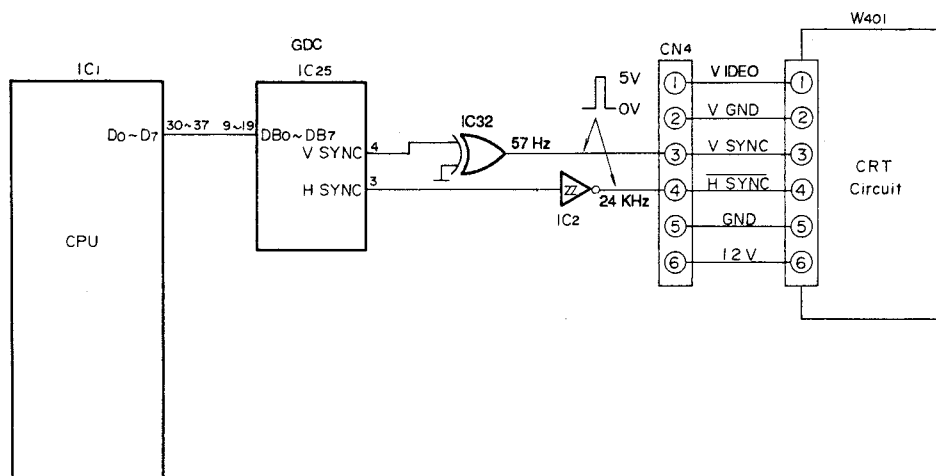 GDC
IC1
IC25
CPU
D0~D7
30~37
9~19
DB0~DB7
V SYNC
4
H SYNC
3
IC32
57 Hz
IC2
24 KHz
5V
0V
CN4
W401
1 VIDEO 1
2 V GND 2
3 V SYNC 3
4 H SYNC 4
5 GND 5
6 12V 6
CRT
Circuit